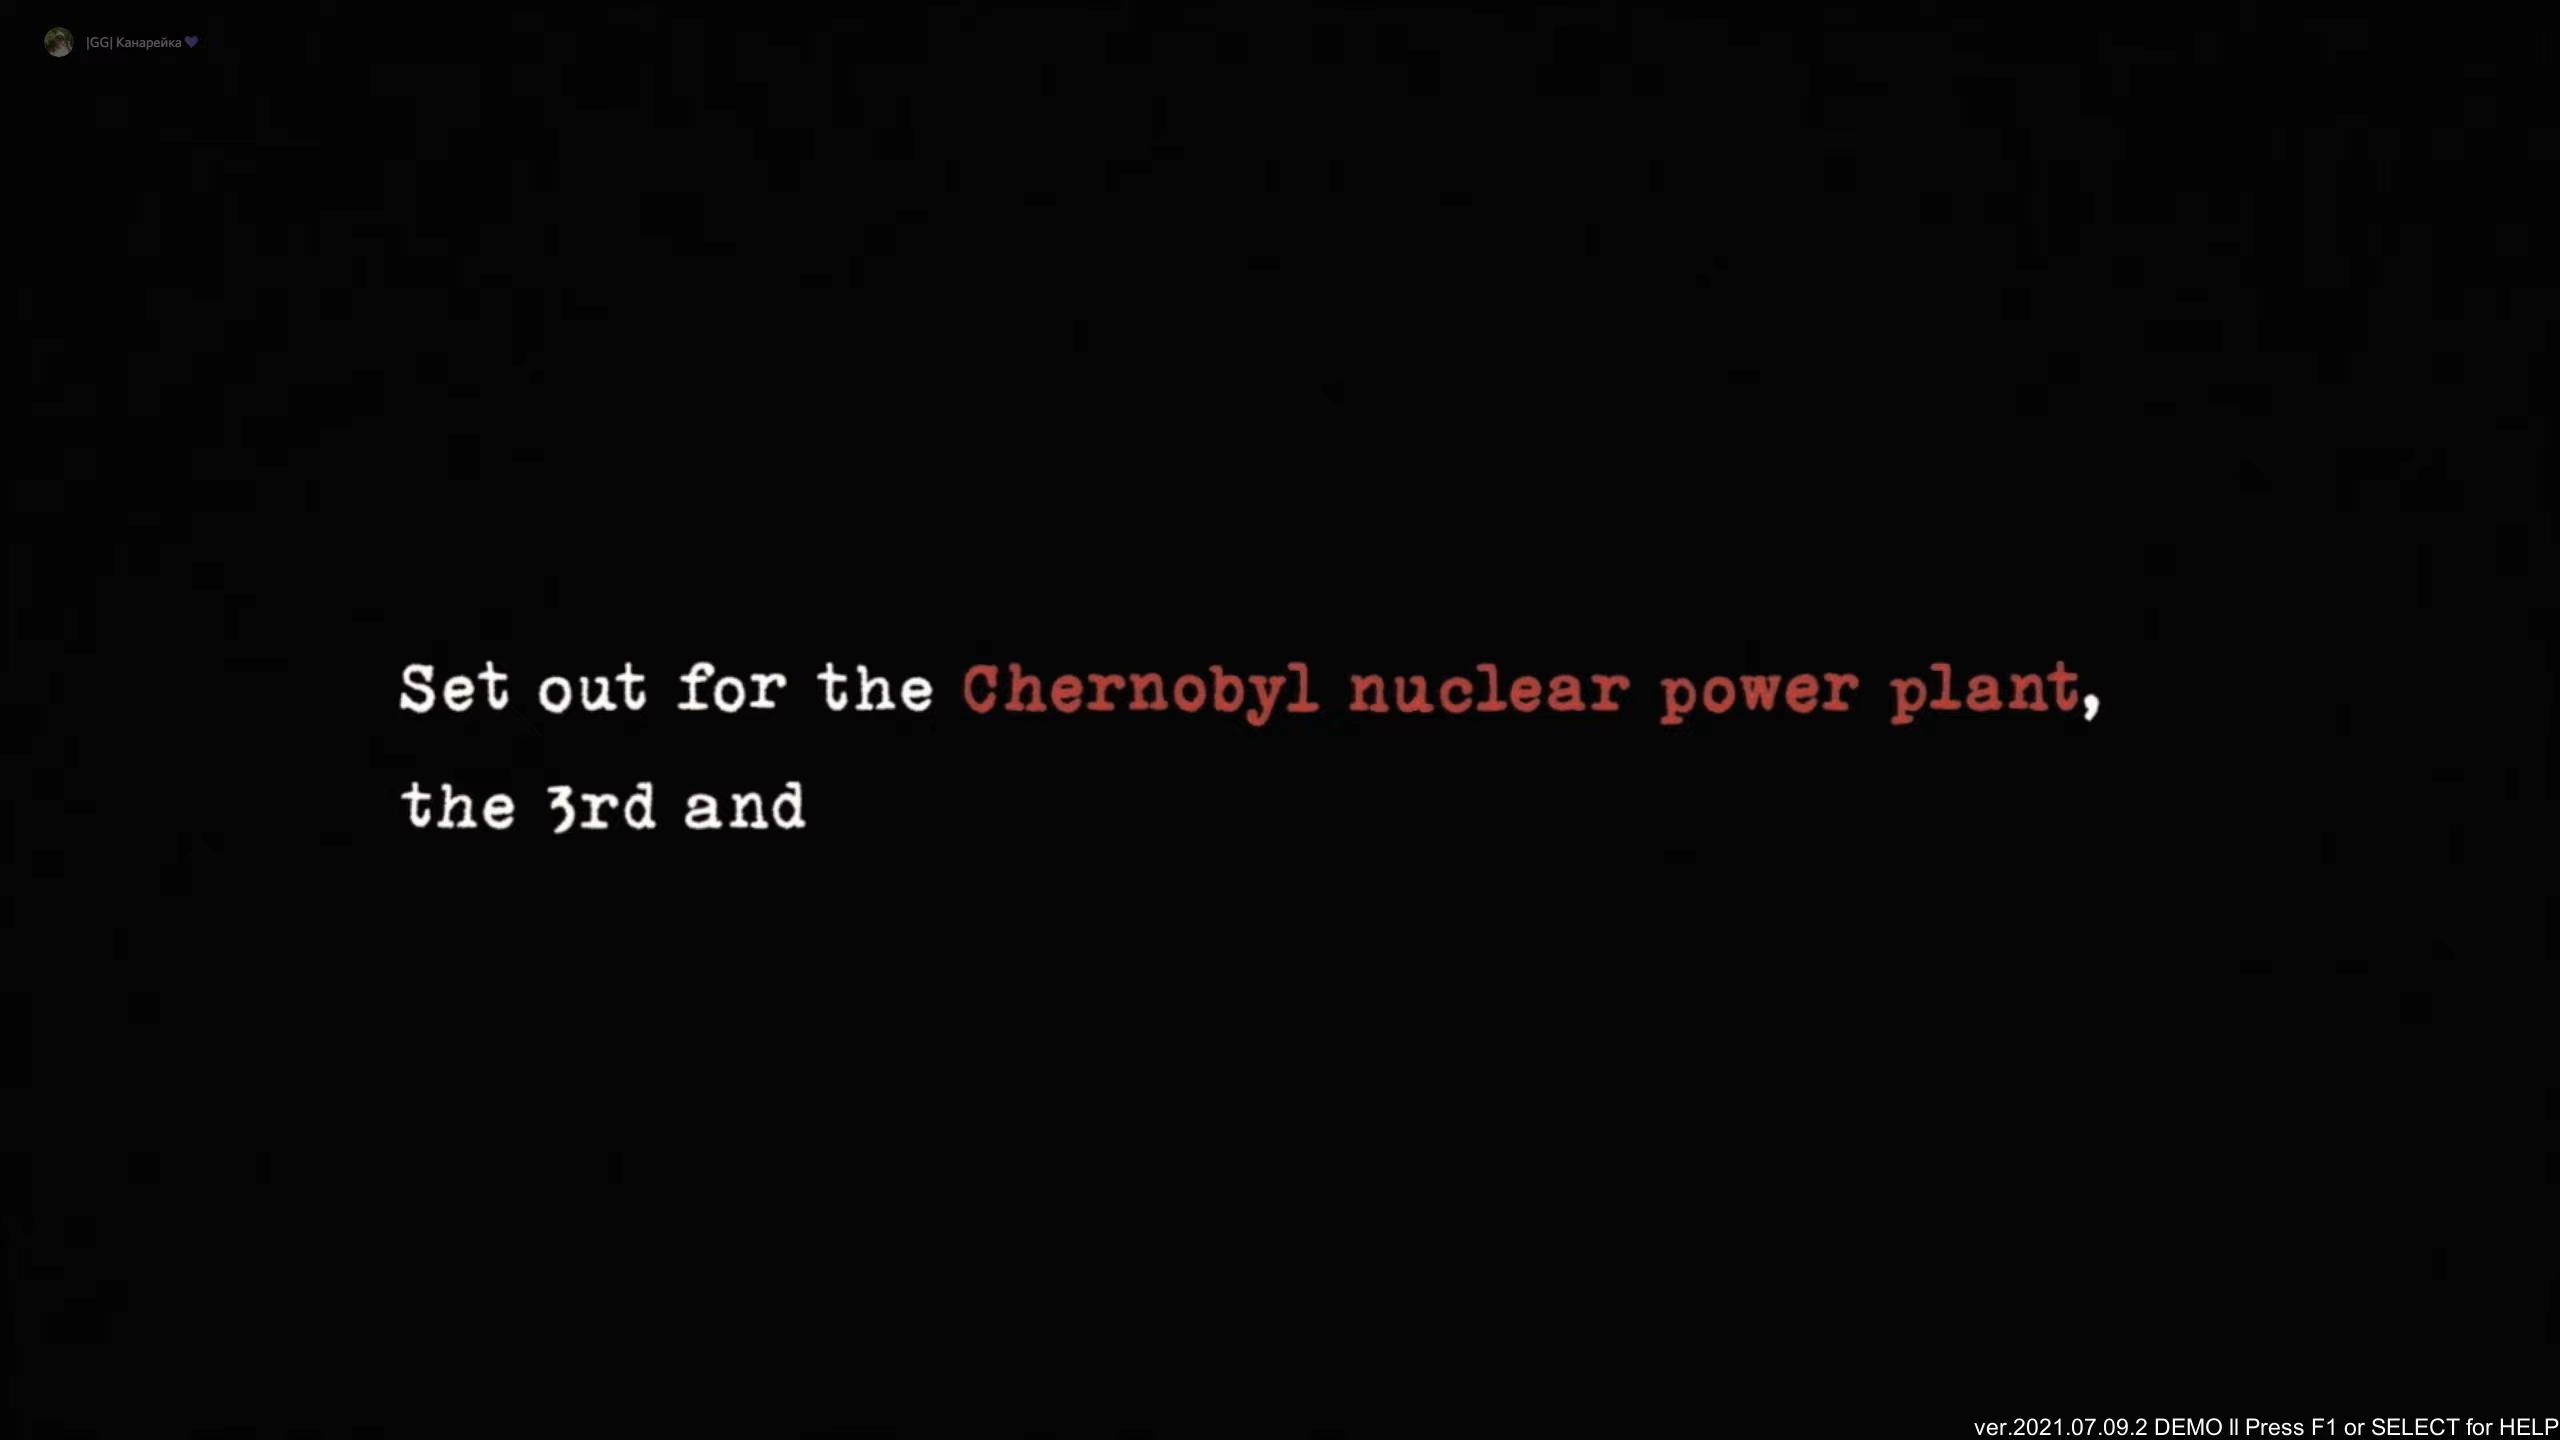 |GG| Канарейка💜
Set out for the Chernobyl nuclear power plant,
the 3rd and
ver.2021.07.09.2 DEMO || Press F1 or SELECT for HELP